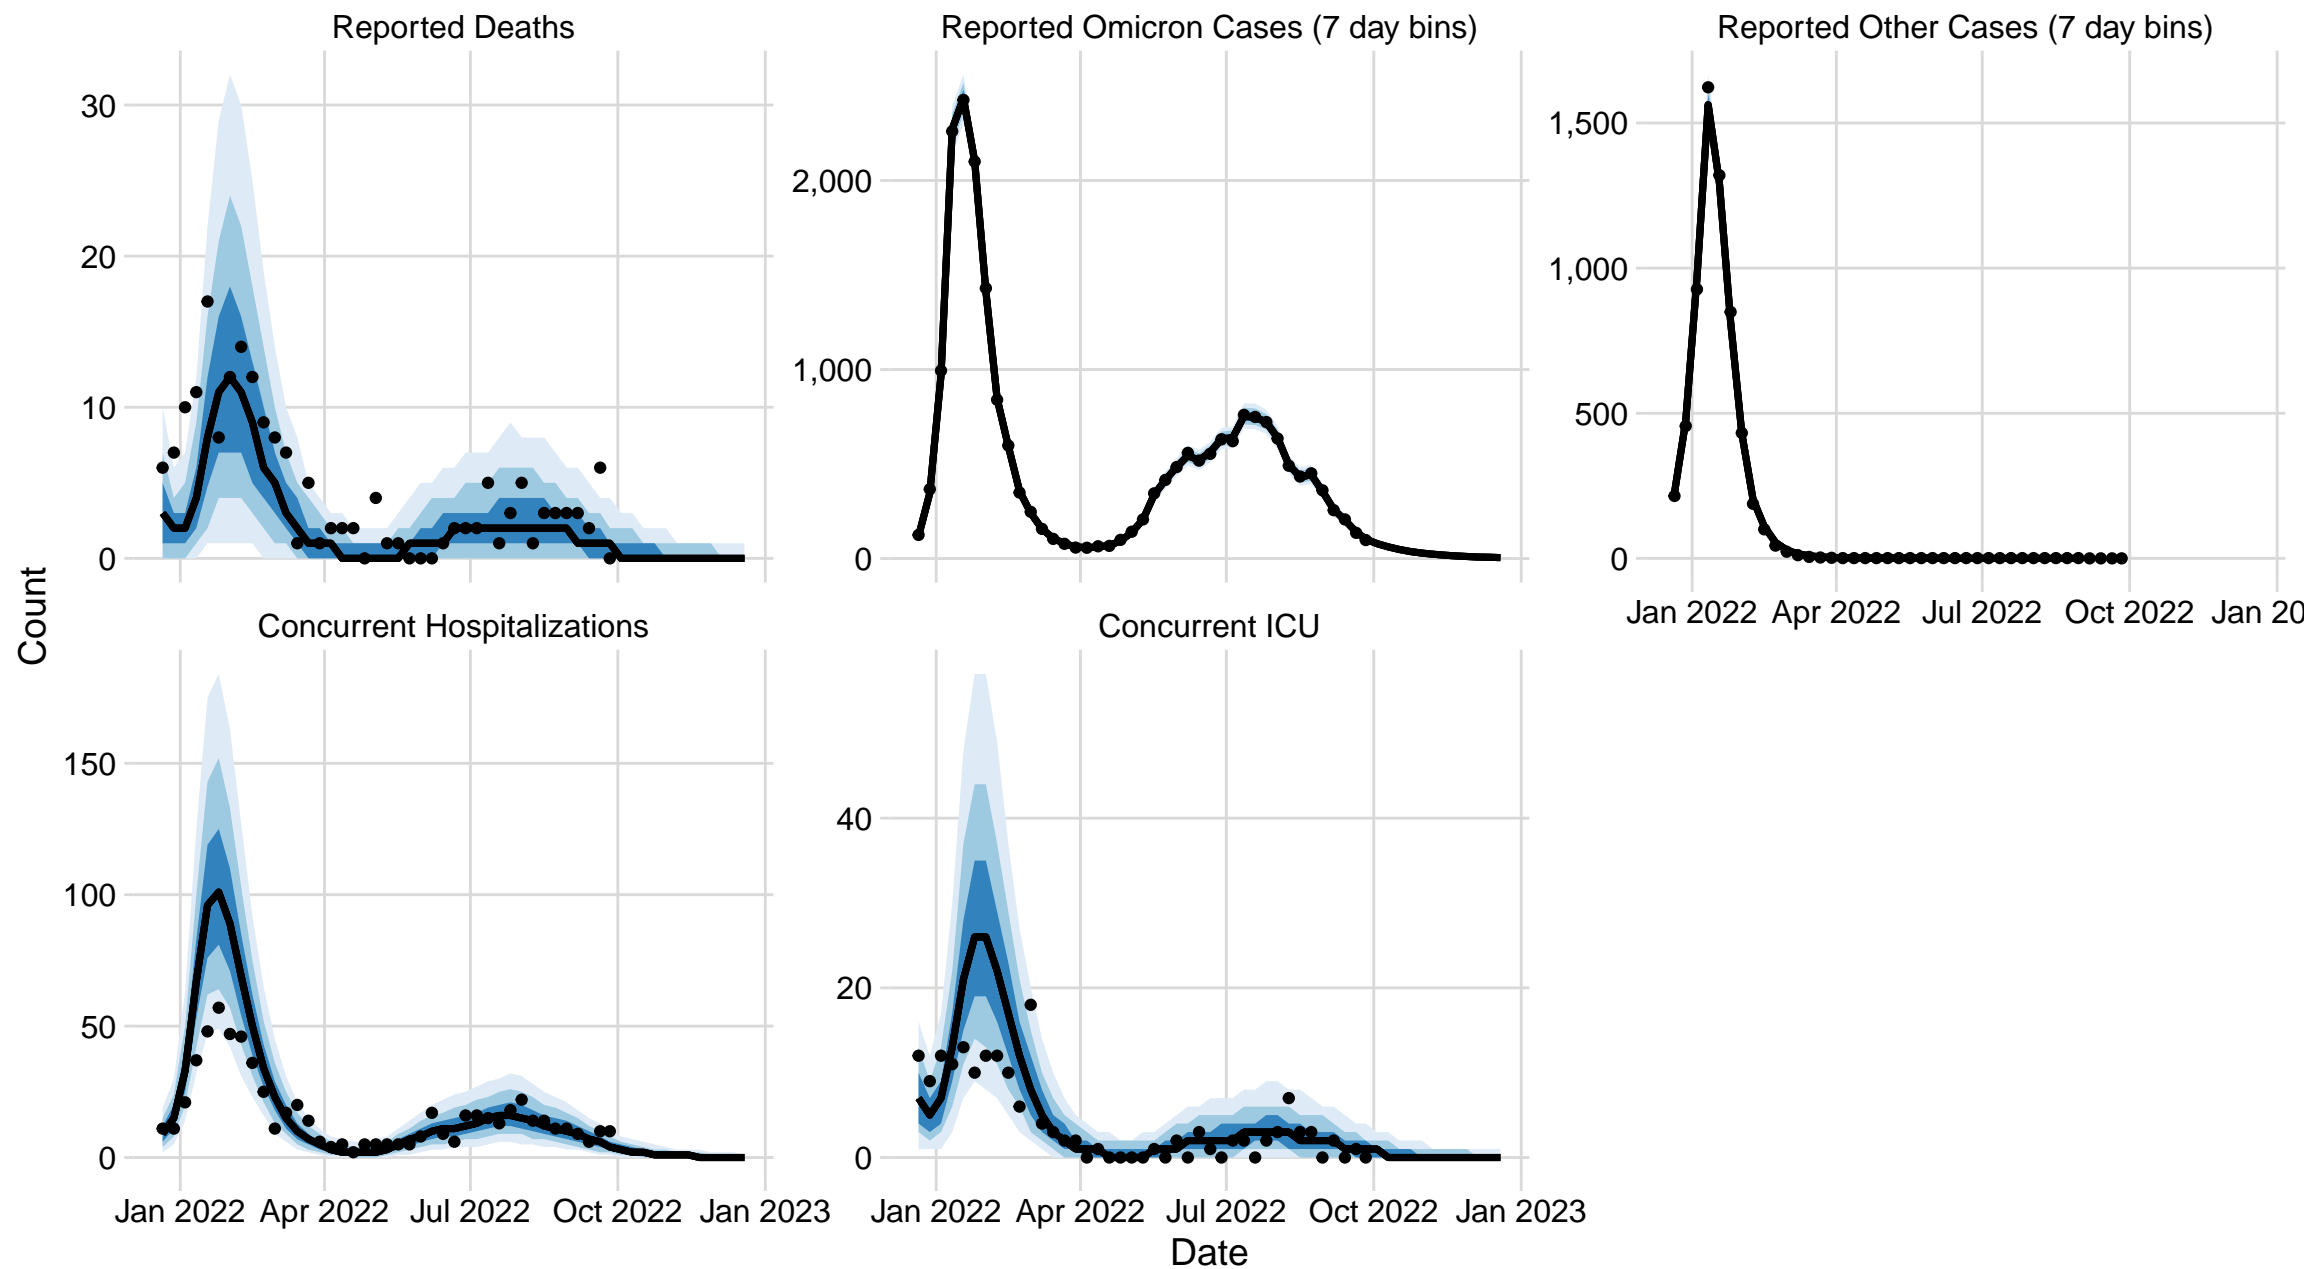 Reported Deaths
Reported Omicron Cases (7 day bins)
Reported Other Cases (7 day bins)
30
20
10
0
2,000
1,000
0
1,500
1,000
500
0
Jan 2022 Apr 2022 Jul 2022 Oct 2022 Jan 20
Count
Concurrent Hospitalizations
Concurrent ICU
150
100
50
0
40
20
0
Jan 2022 Apr 2022 Jul 2022 Oct 2022 Jan 2023
Jan 2022 Apr 2022 Jul 2022 Oct 2022 Jan 2023
Date